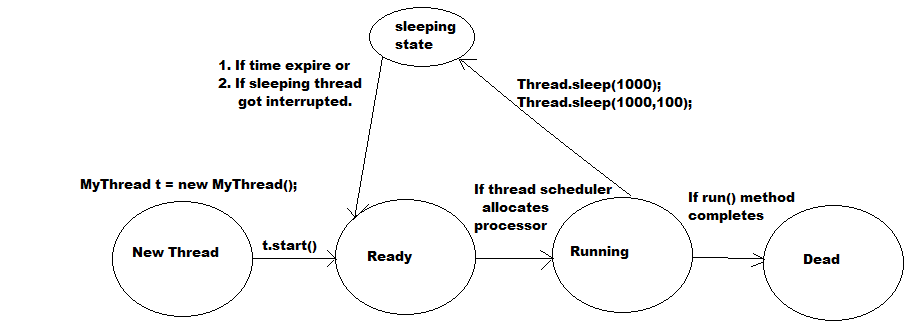 sleeping
state
1. If time expire or
2. If sleeping thread
got interrupted.
Thread.sleep(1000);
Thread.sleep(1000,100);
MyThread t = new MyThread();
If thread scheduler
allocates
processor
If run() method
completes
New Thread
t.start()
Ready
Running
Dead